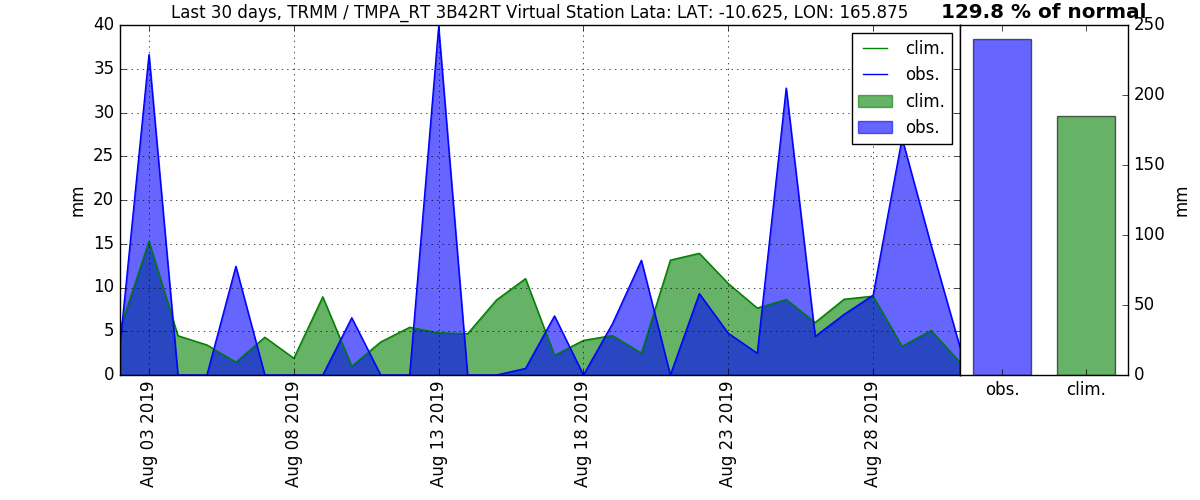 Last 30 days, TRMM / TMPA_RT 3B42RT Virtual Station Lata: LAT: -10.625, LON: 165.875
129.8 % of normal
40
35
30
25
20
15
10
5
0
mm
clim.
obs.
clim.
obs.
250
200
150
100
50
0
mm
Aug 03 2019
Aug 08 2019
Aug 13 2019
Aug 18 2019
Aug 23 2019
Aug 28 2019
obs.
clim.